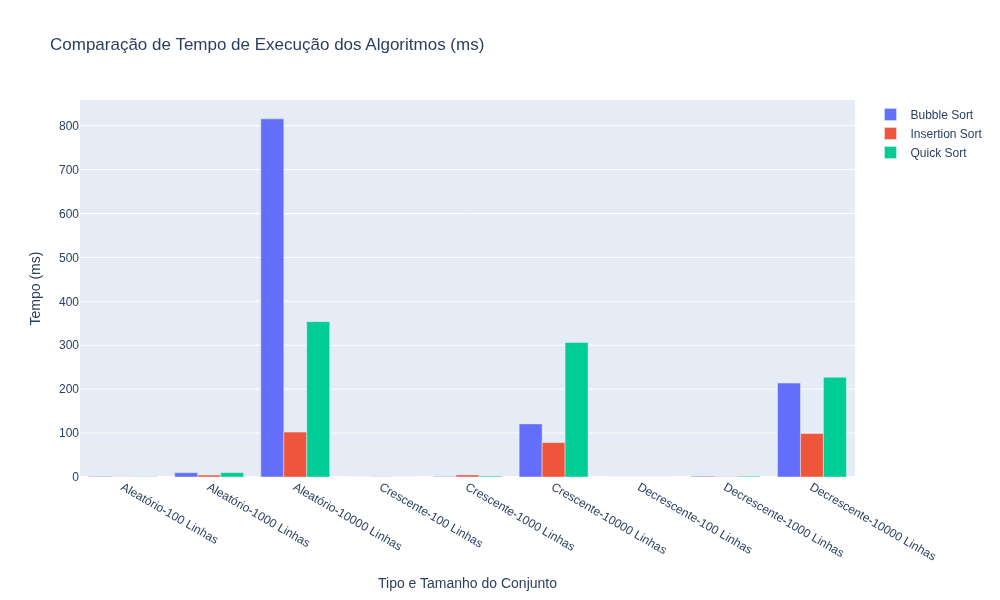 Comparação de Tempo de Execução dos Algoritmos (ms)
Bubble Sort
Insertion Sort
Quick Sort
Tempo (ms)
800
700
600
500
400
300
200
100
0
Aleatório-100 Linhas
Aleatório-1000 Linhas
Aleatório-10000 Linhas
Crescente-100 Linhas
Crescente-1000 Linhas
Crescente-10000 Linhas
Decrescente-100 Linhas
Decrescente-1000 Linhas
Decrescente-10000 Linhas
Tipo e Tamanho do Conjunto